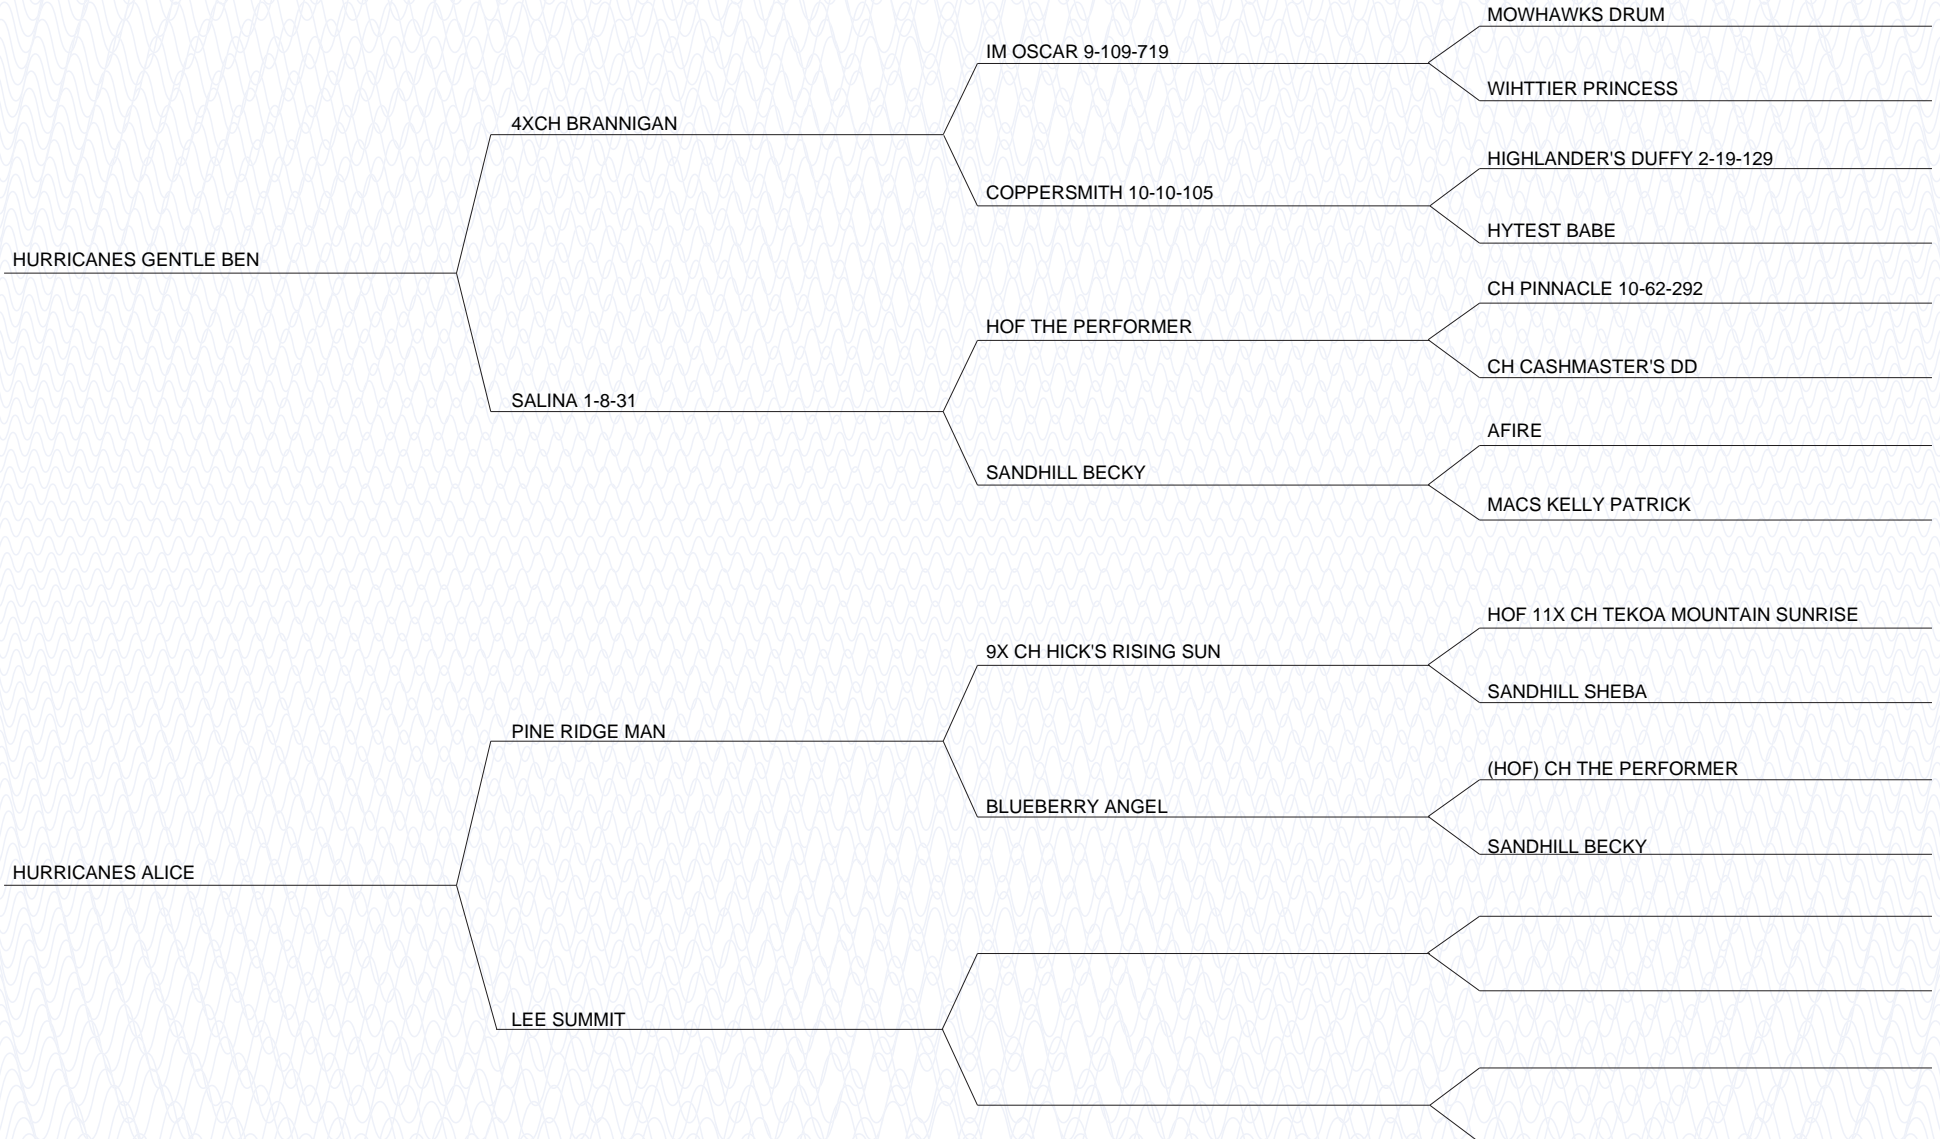 MOWHAWKS DRUM
IM OSCAR 9-109-719
WIHTTIER PRINCESS
4XCH BRANNIGAN
HIGHLANDER'S DUFFY 2-19-129
COPPERSMITH 10-10-105
HYTEST BABE
HURRICANES GENTLE BEN
CH PINNACLE 10-62-292
HOF THE PERFORMER
CH CASHMASTER'S DD
SALINA 1-8-31
AFIRE
SANDHILL BECKY
MACS KELLY PATRICK
HOF 11X CH TEKOA MOUNTAIN SUNRISE
9X CH HICK'S RISING SUN
SANDHILL SHEBA
PINE RIDGE MAN
(HOF) CH THE PERFORMER
BLUEBERRY ANGEL
SANDHILL BECKY
HURRICANES ALICE
LEE SUMMIT